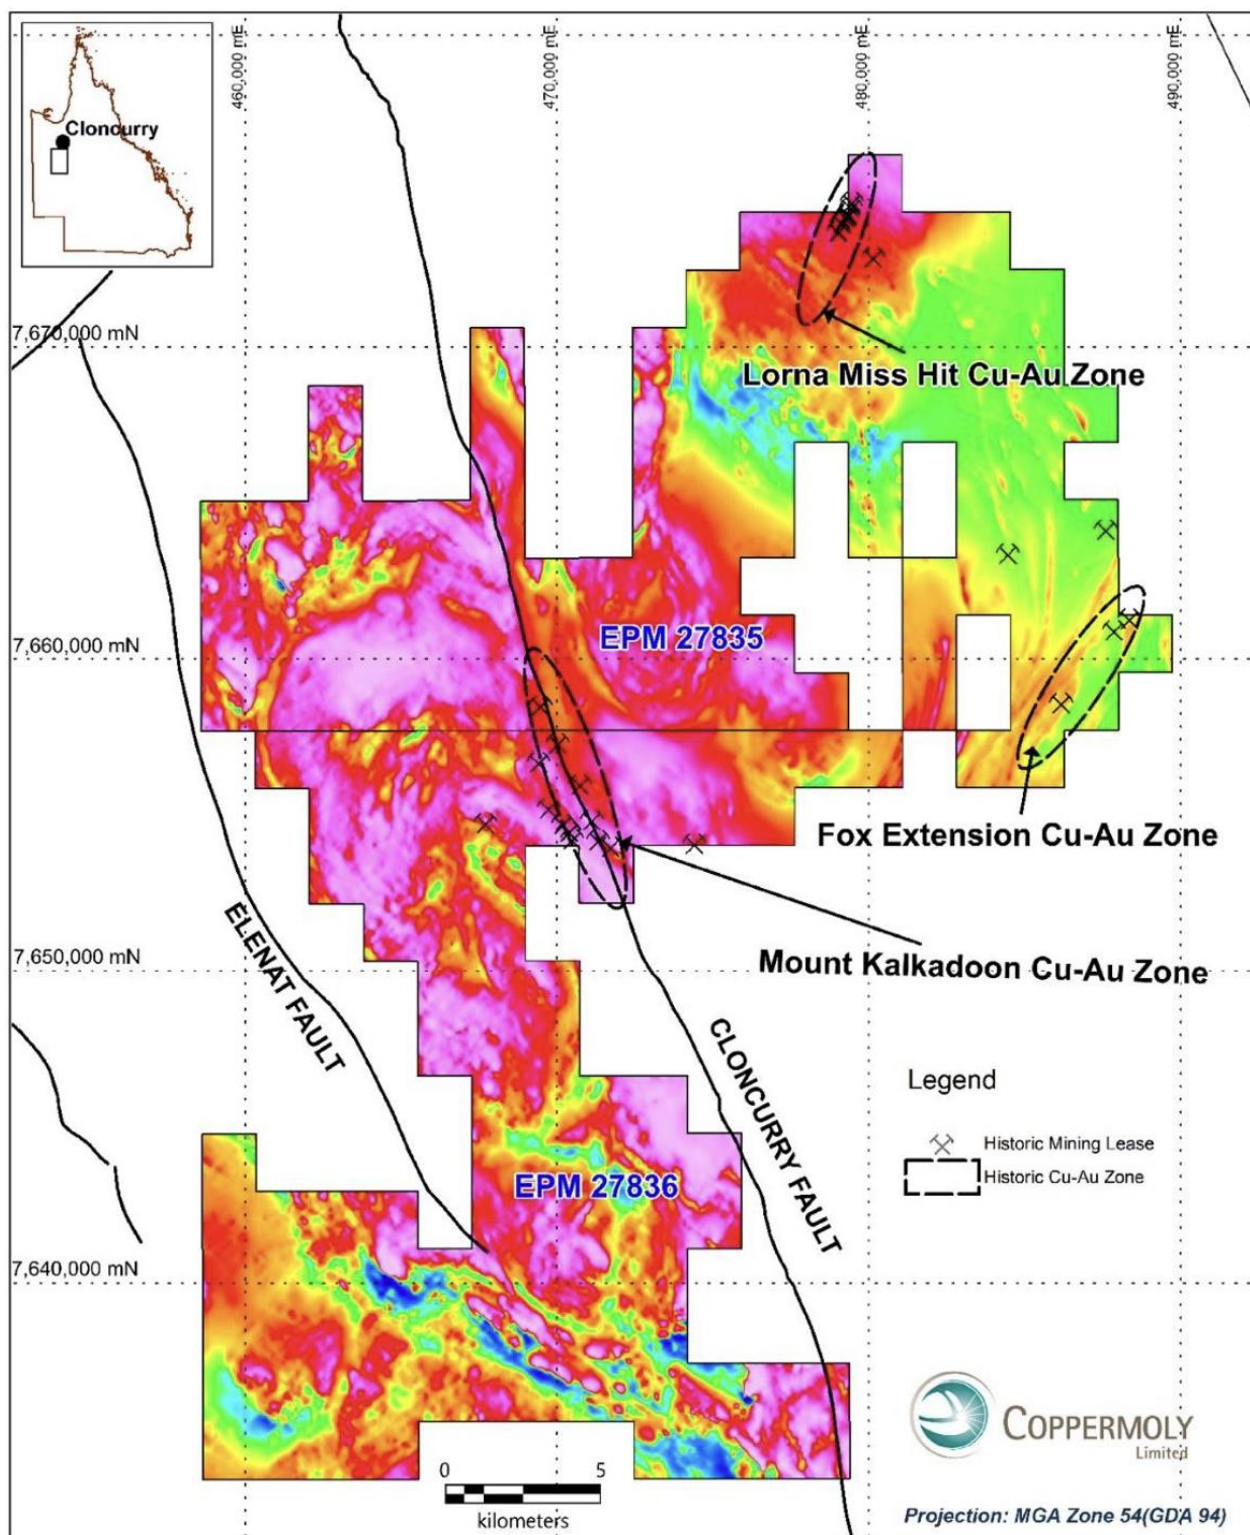 460,000 mE
470,000 mE
480,000 mE
490,000 mE
Cloncurry
7,670,000 mN
Lorna Miss Hit Cu-Au Zone
EPM 27835
7,660,000 mN
Fox Extension Cu-Au Zone
ELENAT FAULT
7,650,000 mN
Mount Kalkadoon Cu-Au Zone
CLONCURRY FAULT
Legend
Historic Mining Lease
Historic Cu-Au Zone
EPM 27836
7,640,000 mN
COPPERMOLY
Limited
0 5
kilometers
Projection: MGA Zone 54(GDA 94)